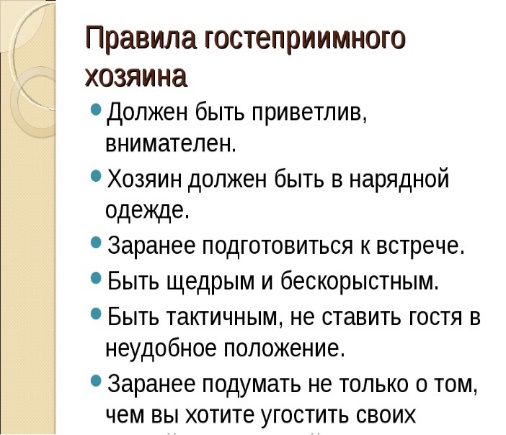 Правила гостеприимного
хозяина
Должен быть приветлив,
внимателен.
Хозяин должен быть в нарядной
одежде.
Заранее подготовиться к встрече.
Быть щедрым и бескорыстным.
Быть тактичным, не ставить гостя в
неудобное положение.
Заранее подумать не только о том,
чем вы хотите угостить своих